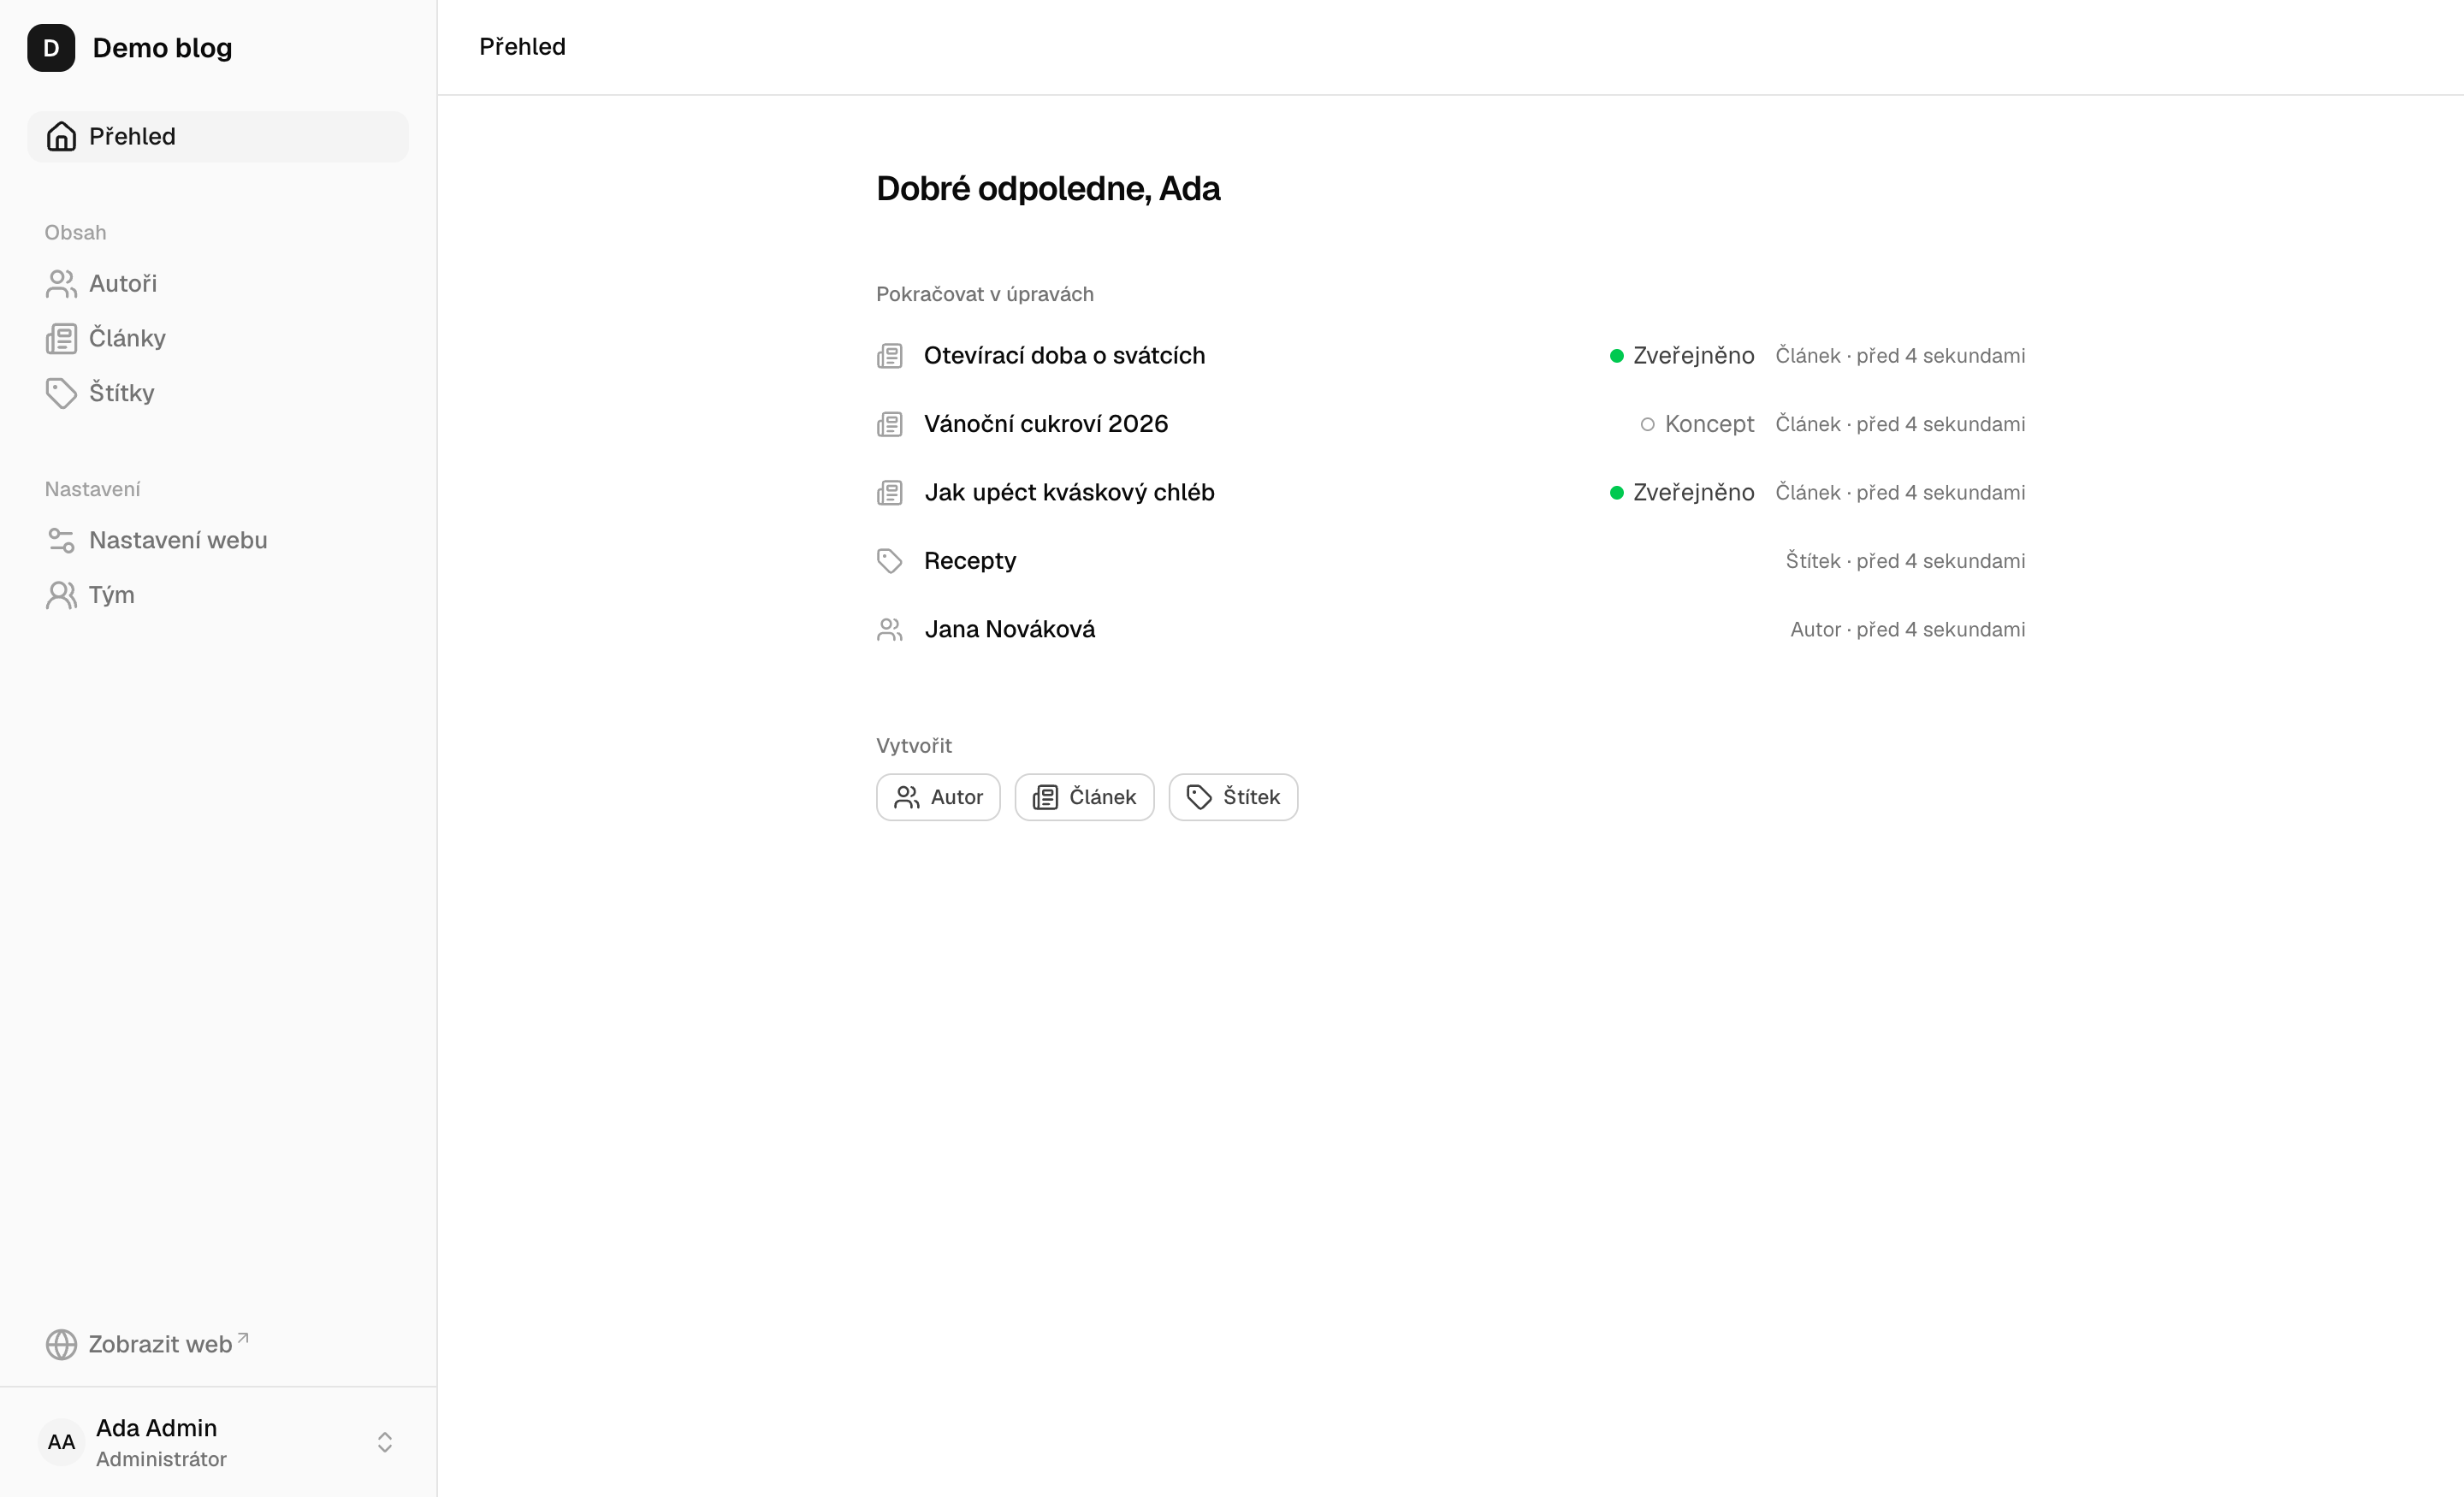 D Demo blog
Přehled
Obsah
Autoři
Články
Štítky
Nastavení
Nastavení webu
Tým
Zobrazit web
AA
Ada Admin
Administrátor
Přehled
Dobré odpoledne, Ada
Pokračovat v úpravách
Otevírací doba o svátcích Zveřejněno Článek · před 4 sekundami
Vánoční cukroví 2026 Koncept Článek · před 4 sekundami
Jak upéct kváskový chléb Zveřejněno Článek · před 4 sekundami
Recepty Štítek · před 4 sekundami
Jana Nováková Autor · před 4 sekundami
Vytvořit
Autor Článek Štítek